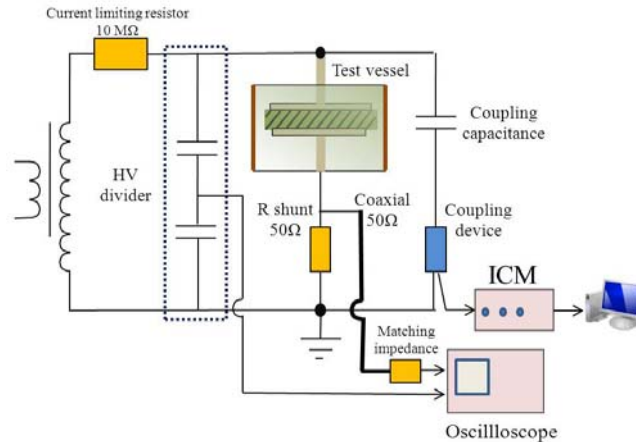 Current limiting resistor
10 MΩ
Test vessel
Coupling
capacitance
HV
divider
R shunt
50Ω
Coaxial
50Ω
Coupling
device
ICM
Matching
impedance
Oscillloscope